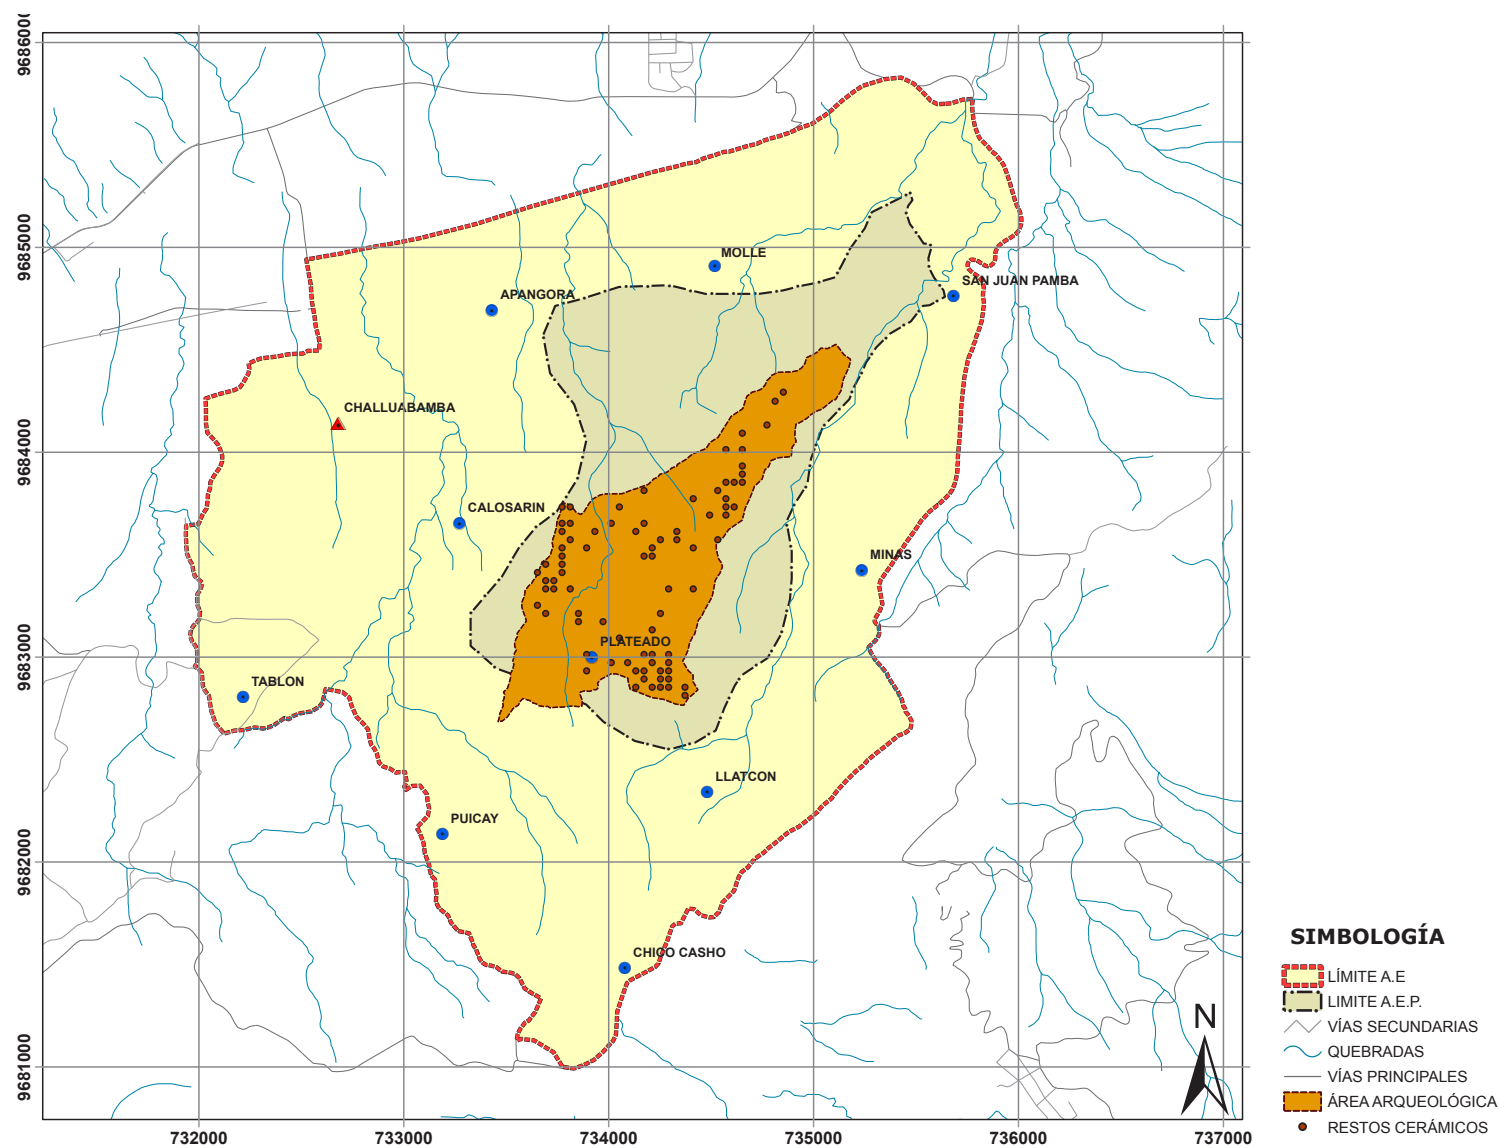 9686000
9685000
9684000
9683000
9682000
9681000
MOLLE
SAN JUAN PAMBA
APANGORA
CHALLUABAMBA
CALOSARIN
MINAS
PLATEADO
TABLON
LLATCON
PUICAY
CHICO CASHO
732000
733000
734000
735000
736000
737000
N
SIMBOLOGÍA
LÍMITE A.E
LIMITE A.E.P.
VÍAS SECUNDARIAS
QUEBRADAS
VÍAS PRINCIPALES
ÁREA ARQUEOLÓGICA
RESTOS CERÁMICOS